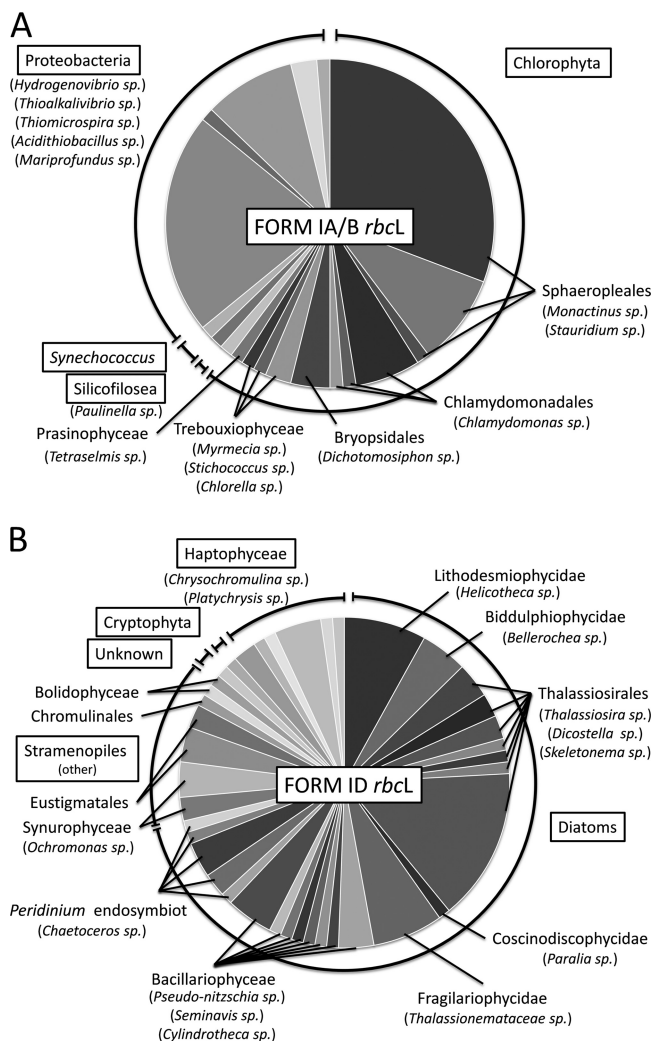 A
Proteobacteria
(Hydrogenovibrio sp.)
(Thioalkalivibrio sp.)
(Thiomicrospira sp.)
(Acidithiobacillus sp.)
(Mariprofundus sp.)
Chlorophyta
FORM IA/B rbcL
Sphaeropleales
(Monactinus sp.)
(Stauridium sp.)
Synechococcus
Silicofilosea
(Paulinella sp.)
Prasinophyceae
(Tetraselmis sp.)
Trebouxiophyceae
(Myrmecia sp.)
(Stichococcus sp.)
(Chlorella sp.)
Bryopsidales
(Dichotomosiphon sp.)
Chlamydomonadales
(Chlamydomonas sp.)
B
Haptophyceae
(Chrysochromulina sp.)
(Platychrysis sp.)
Lithodesmiophycidae
(Helicotheca sp.)
Biddulphiophycidae
(Bellerochea sp.)
Cryptophyta
Unknown
Bolidophyceae
Chromulinales
Thalassiosirales
(Thalassiosira sp.)
(Dicostella sp.)
(Skeletonema sp.)
Stramenopiles
(other)
FORM ID rbcL
Eustigmatales
Synurophyceae
(Ochromonas sp.)
Diatoms
Peridinium endosymbiot
(Chaetoceros sp.)
Coscinodiscophycidae
(Paralia sp.)
Bacillariophyceae
(Pseudo-nitzschia sp.)
(Seminavis sp.)
(Cylindrotheca sp.)
Fragilariophycidae
(Thalassionemataceae sp.)